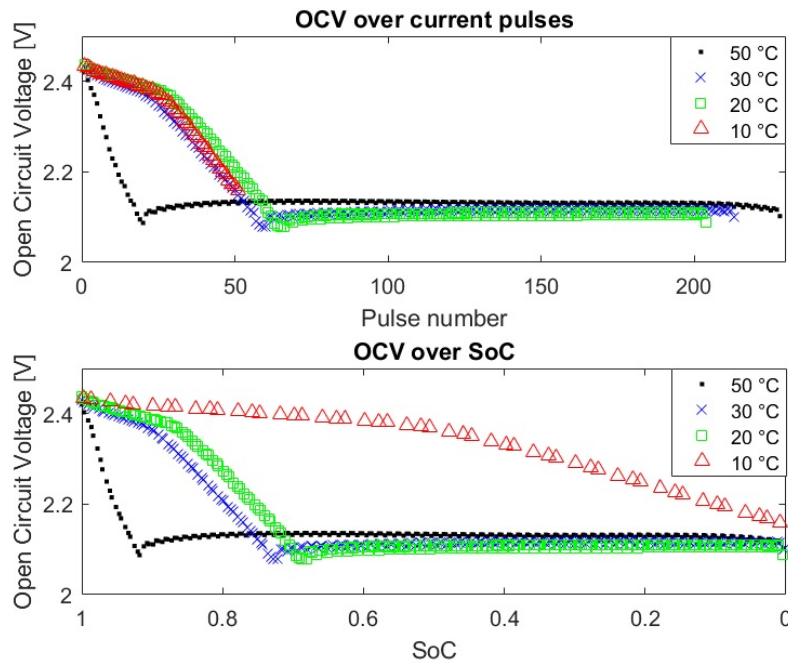 OCV over current pulses
Open Circuit Voltage [V]
2.4
2.2
2
0
50
100
150
200
Pulse number
50 °C
30 °C
20 °C
10 °C
OCV over SoC
Open Circuit Voltage [V]
2.4
2.2
2
1
0.8
0.6
0.4
0.2
0
SoC
50 °C
30 °C
20 °C
10 °C